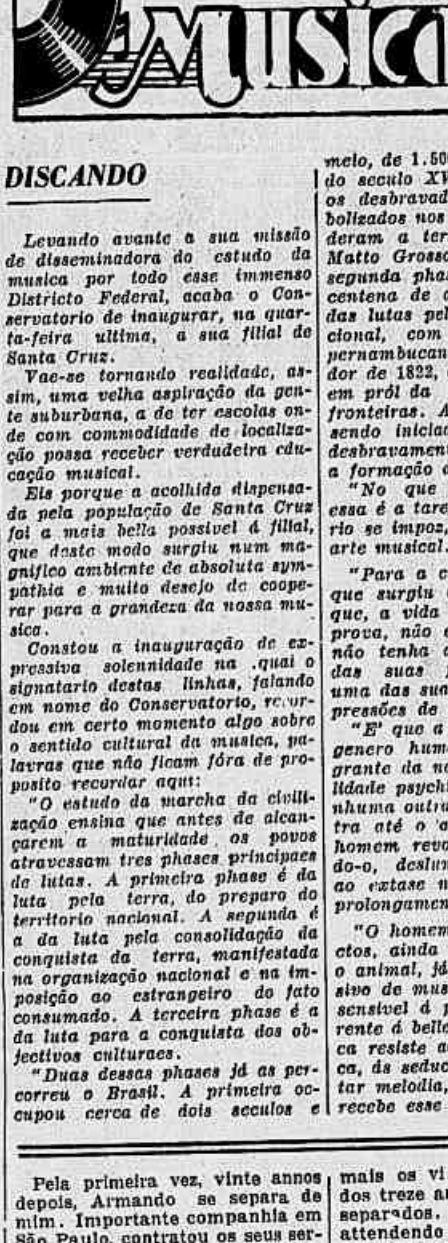 MUSIC
DISCANDO
Levando avante a sua missão
de disseminadora do estudo da
musica por todo esse immenso
Districto Federal, acaba o Con-
servatorio de inaugurar, na quar-
ta-feira ultima, a sua filial de
Santa Cruz.
Vae-se tornando realidade, as-
sim, uma velha aspiração da gen-
te suburbana, a de ter escolas on-
de com commodidade de localiza-
ção possa receber verdadeira edu-
cação musical.
Eis porque a acolhida dispensa-
da pela população de Santa Cruz
foi a mais bella possivel á filial,
que deste modo surgiu num ma-
gnifico ambiente de absoluta sym-
pathia e muito desejo de coope-
rar para a grandeza da nossa mu-
sica.
Constou a inauguração de ex-
pressiva solennidade na .quai o
signatario destas linhas, falando
em nome do Conservatorio, recor-
dou em certo momento algo sobre
o sentido cultural da musica, pa-
lavras que não ficam fóra de pro-
posito recordar aqui:
"O estudo da marcha da civili-
zação ensina que antes de alcan-
çarem a maturidade os povos
atravessam tres phases principaes
de lutas. A primeira phase é da
luta pela terra, do preparo do
territorio nacional. A segunda é
a da luta pela consolidação da
conquista da terra, manifestada
na organização nacional e na im-
posição ao estrangeiro do fato
consumado. A terceira phase é a
da luta para a conquista dos ob-
jectivos culturaes.
"Duas dessas phases já as per-
correu o Brasil. A primeira oc-
cupou cerca de dois seculos e
meio, de 1.50
do seculo XV
os desbravad
bolizados nos
deram a ter
Matto Grosso
segunda phas
centena de
das lutas pel
cional, com
pernambucan
dor de 1822,
em pról da
fronteiras. A
sendo inicia
desbravamen
a formação
"No que
essa é a tare
rio se impoz,
arte musical.
"Para a c
que surgiu
que, a vida
prova, não
não tenha
das suas
uma das sua
pressões de
"E' que a
genero hum
grante da n
lidade psych
nhuma outr
tra até o a
homem reve
do-o, deslum
ao extase n
prolongamen
"O homem
ctos, ainda
o animal, já
sivo de mus
sensivel á p
rente á belle
ca resiste a
ca, ás seduc
tar melodia,
recebe esse
Pela primeira vez, vinte annos
depois, Armando se separa de
mim. Importante companhia em
São Paulo, contratou os seus ser-
mais os vi
dos treze a
separados.
attendendo